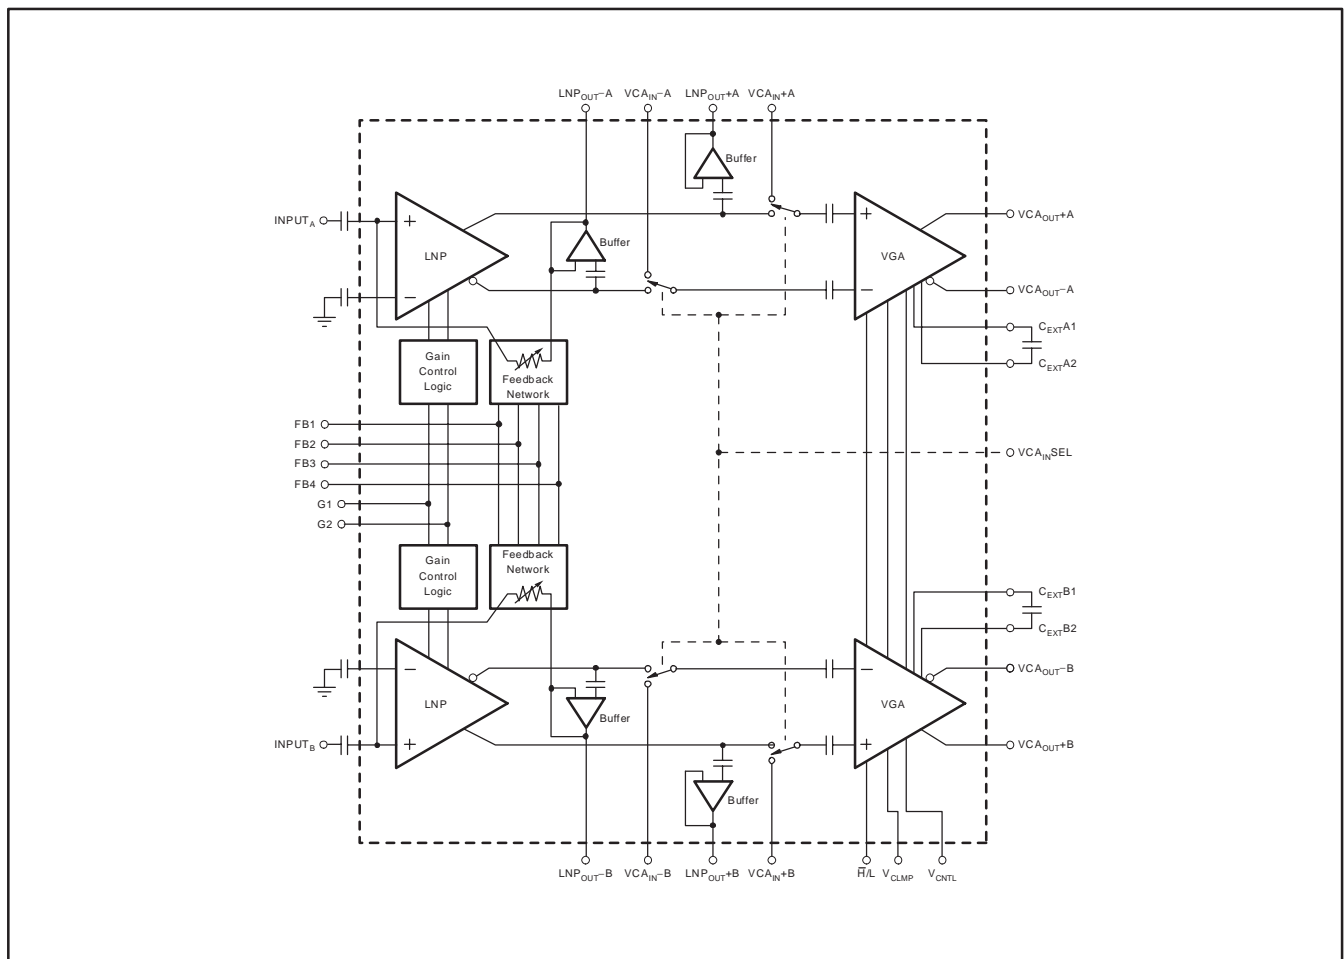 LNPOUT−A VCAIN−A LNPOUT+A VCAIN+A
Buffer
INPUTA
+
LNP
−
Buffer
+
VGA
−
VCAOUT+A
VCAOUT−A
CEXTA1
CEXTA2
Gain
Control
Logic
Feedback
Network
FB1
FB2
FB3
FB4
G1
G2
VCAINSEL
Gain
Control
Logic
Feedback
Network
CEXTB1
CEXTB2
−
LNP
+
INPUTB
Buffer
Buffer
−
VGA
+
VCAOUT−B
VCAOUT+B
LNPOUT−B VCAIN−B LNPOUT+B VCAIN+B H̅/L VCLMP VCNTL